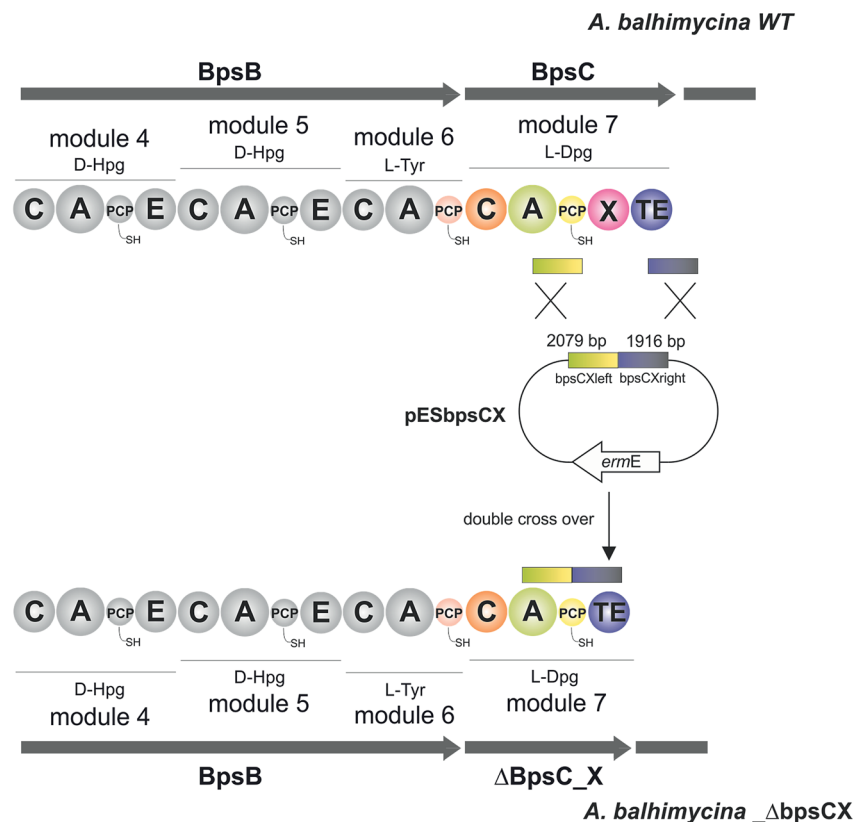 A. balhimycina WT
BpsB BpsC
module 4 module 5 module 6 module 7
D-Hpg D-Hpg L-Tyr L-Dpg
C A PCP E C A PCP E C A PCP C A PCP X TE
SH SH SH SH
2079 bp 1916 bp
bpsCXleft bpsCXright
pESbpsCX
ermE
double cross over
C A PCP E C A PCP E C A PCP C A PCP TE
SH SH SH SH
D-Hpg D-Hpg L-Tyr L-Dpg
module 4 module 5 module 6 module 7
BpsB ΔBpsC_X
A. balhimycina _ΔbpsCX